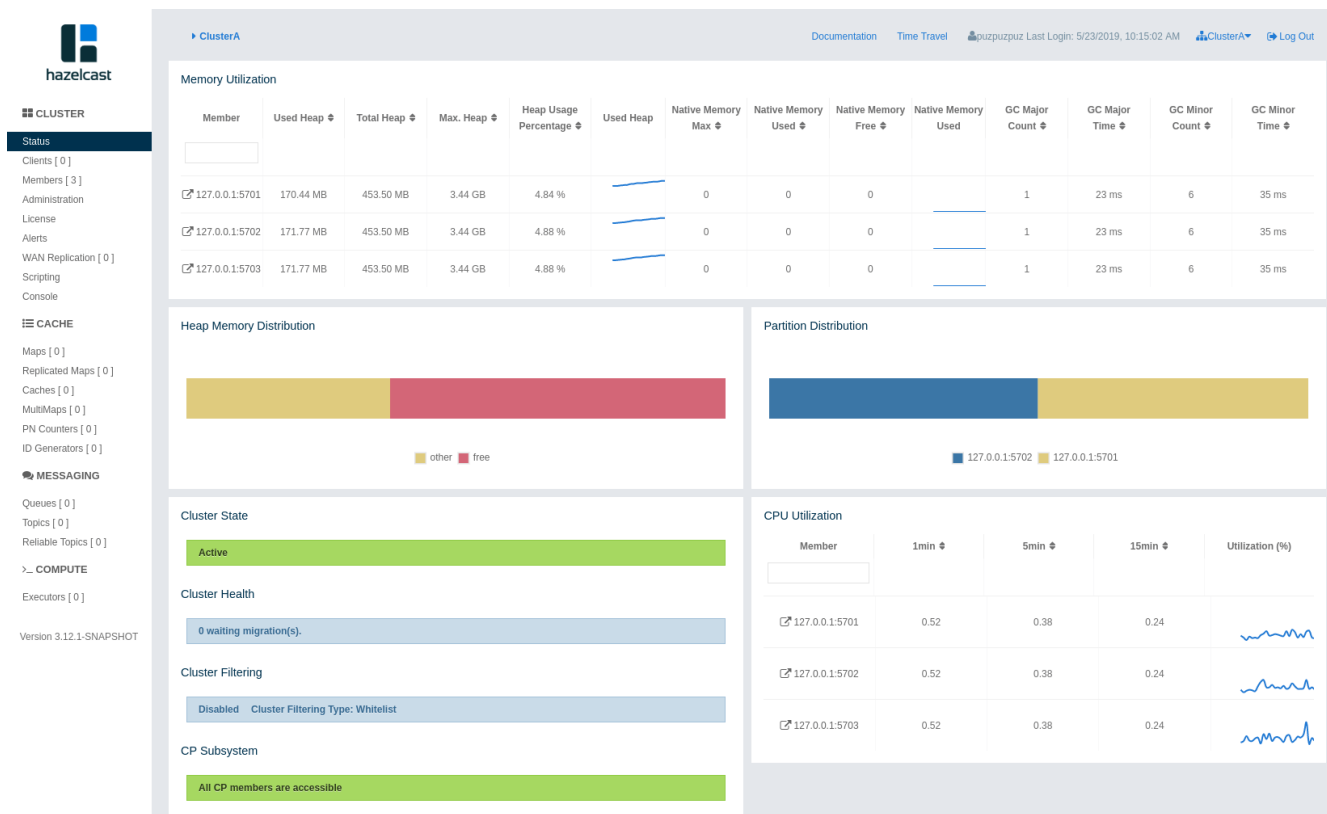 hazelcast
CLUSTER
Status
Clients [ 0 ]
Members [ 3 ]
Administration
License
Alerts
WAN Replication [ 0 ]
Scripting
Console
CACHE
Maps [ 0 ]
Replicated Maps [ 0 ]
Caches [ 0 ]
MultiMaps [ 0 ]
PN Counters [ 0 ]
ID Generators [ 0 ]
MESSAGING
Queues [ 0 ]
Topics [ 0 ]
Reliable Topics [ 0 ]
COMPUTE
Executors [ 0 ]
Version 3.12.1-SNAPSHOT
ClusterA Documentation Time Travel puzpuzpuz Last Login: 5/23/2019, 10:15:02 AM ClusterA Log Out
Memory Utilization
Member Used Heap Total Heap Max. Heap Heap Usage Percentage Used Heap Native Memory Max Native Memory Used Native Memory Free Native Memory Used GC Major Count GC Major Time GC Minor Count GC Minor Time
127.0.0.1:5701 170.44 MB 453.50 MB 3.44 GB 4.84 % 0 0 0 1 23 ms 6 35 ms
127.0.0.1:5702 171.77 MB 453.50 MB 3.44 GB 4.88 % 0 0 0 1 23 ms 6 35 ms
127.0.0.1:5703 171.77 MB 453.50 MB 3.44 GB 4.88 % 0 0 0 1 23 ms 6 35 ms
Heap Memory Distribution
other free
Partition Distribution
127.0.0.1:5702 127.0.0.1:5701
Cluster State
Active
Cluster Health
0 waiting migration(s).
Cluster Filtering
Disabled Cluster Filtering Type: Whitelist
CP Subsystem
All CP members are accessible
CPU Utilization
Member 1min 5min 15min Utilization (%)
127.0.0.1:5701 0.52 0.38 0.24
127.0.0.1:5702 0.52 0.38 0.24
127.0.0.1:5703 0.52 0.38 0.24